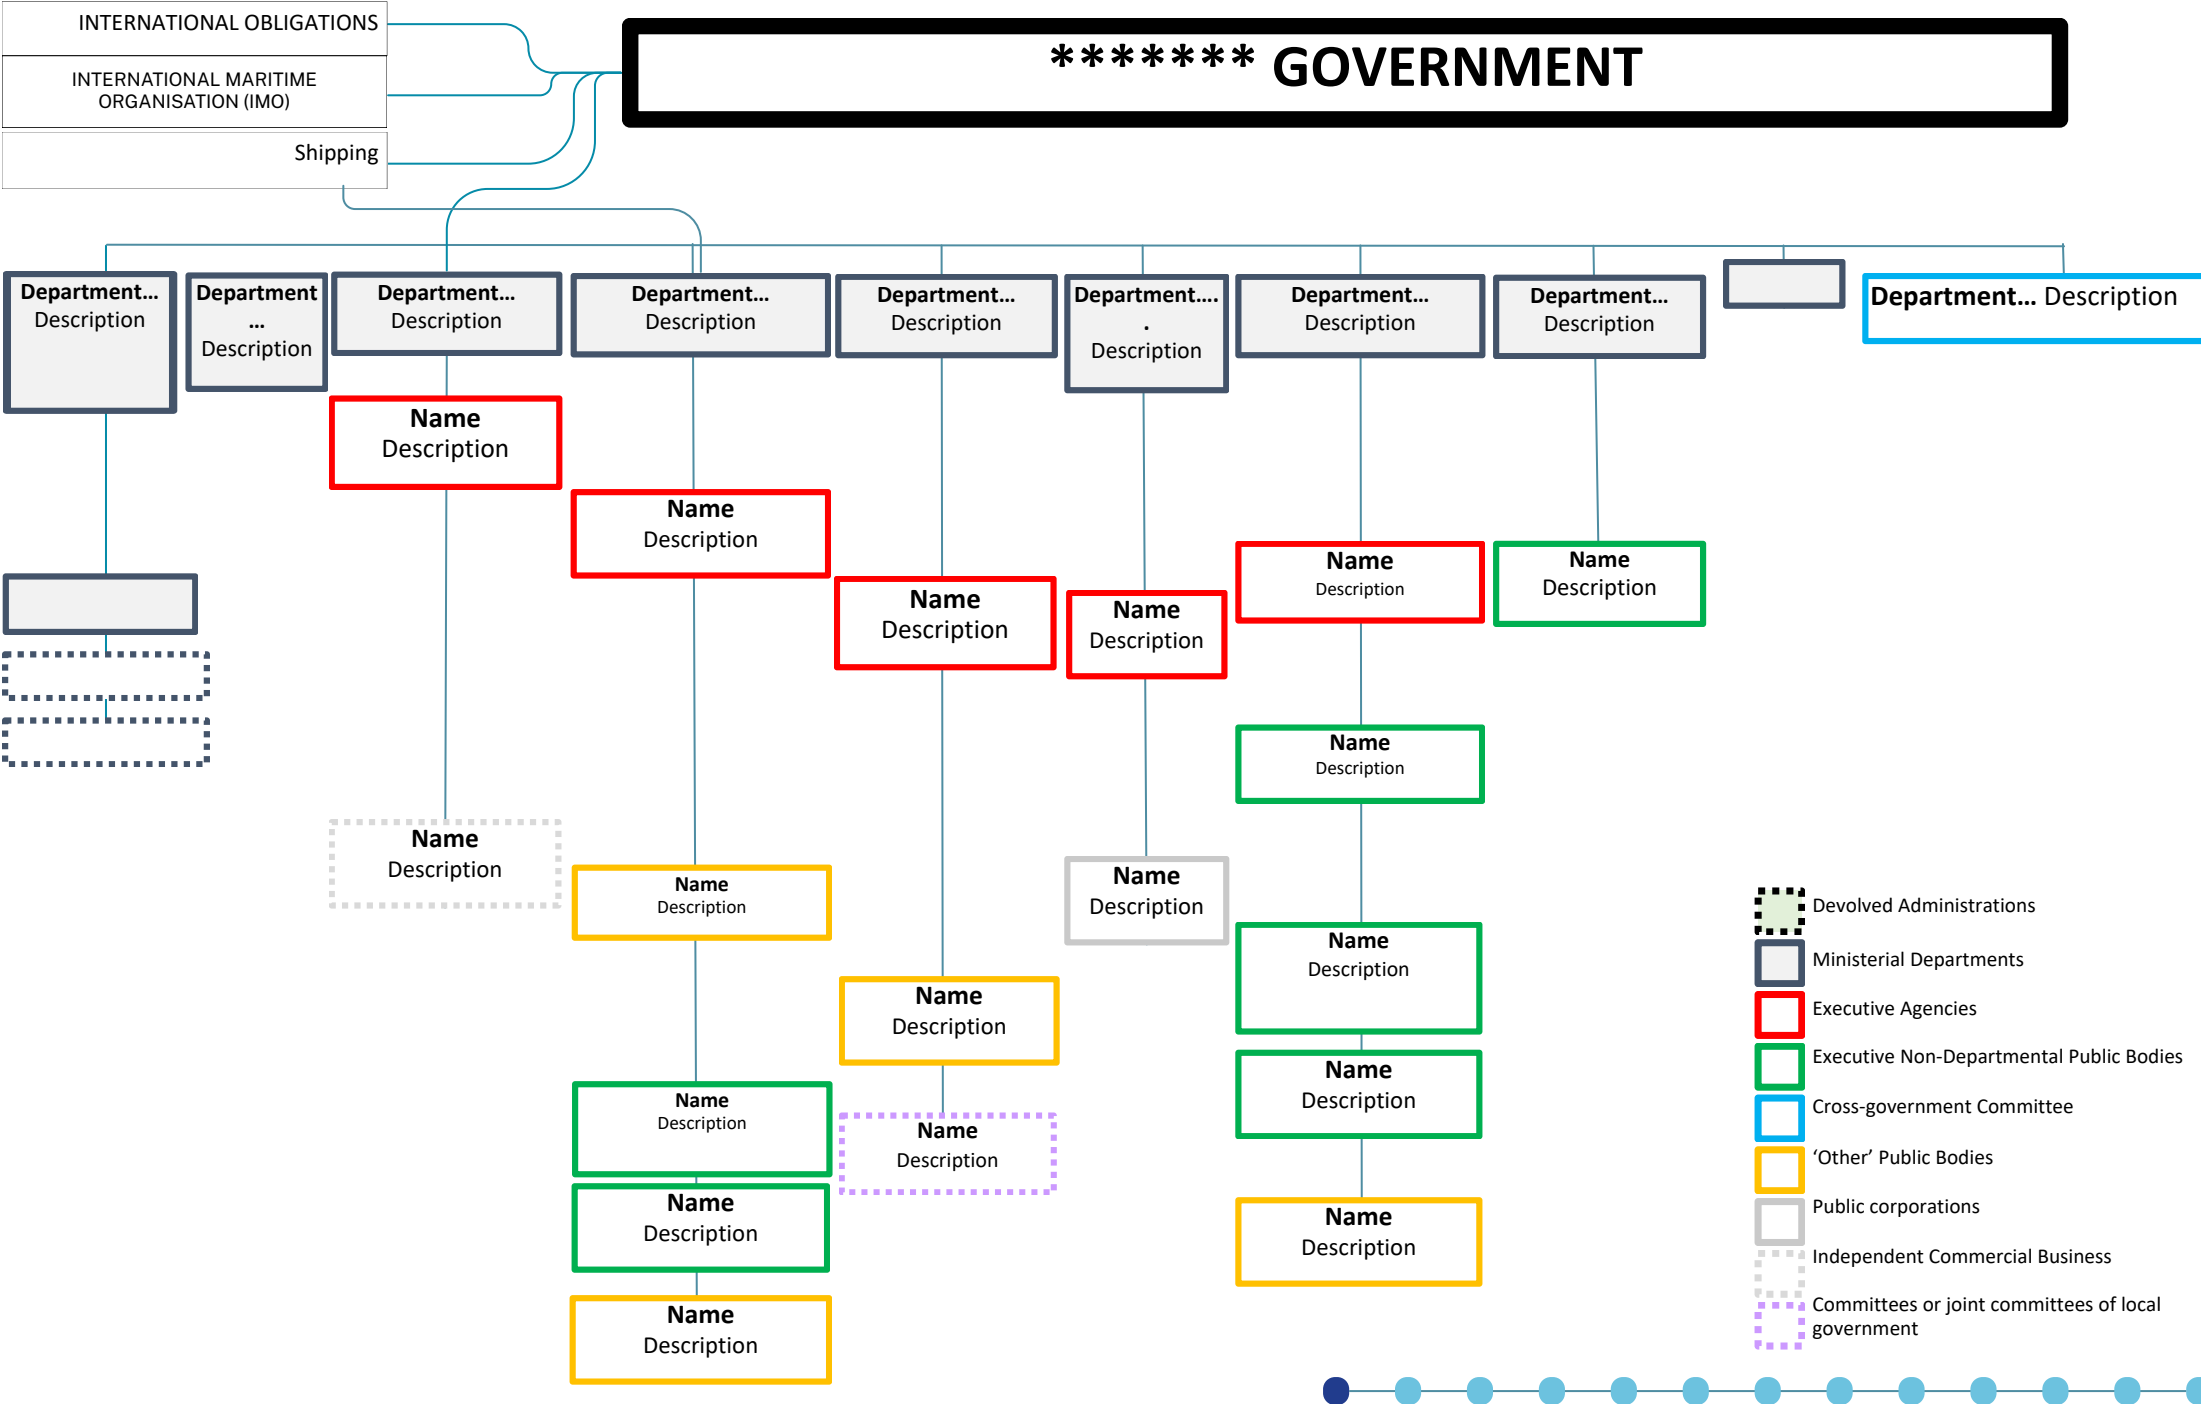 INTERNATIONAL OBLIGATIONS
INTERNATIONAL MARITIME
ORGANISATION (IMO)
Shipping
******* GOVERNMENT
Department...
Description
Department
...
Description
Department...
Description
Department...
Description
Department...
Description
Department....
.
Description
Department...
Description
Department...
Description
Department... Description
Name
Description
Name
Description
Name
Description
Name
Description
Name
Description
Name
Description
Name
Description
Name
Description
Name
Description
Name
Description
Name
Description
Name
Description
Name
Description
Name
Description
Name
Description
Name
Description
Name
Description
Name
Description
Devolved Administrations
Ministerial Departments
Executive Agencies
Executive Non-Departmental Public Bodies
Cross-government Committee
‘Other’ Public Bodies
Public corporations
Independent Commercial Business
Committees or joint committees of local
government